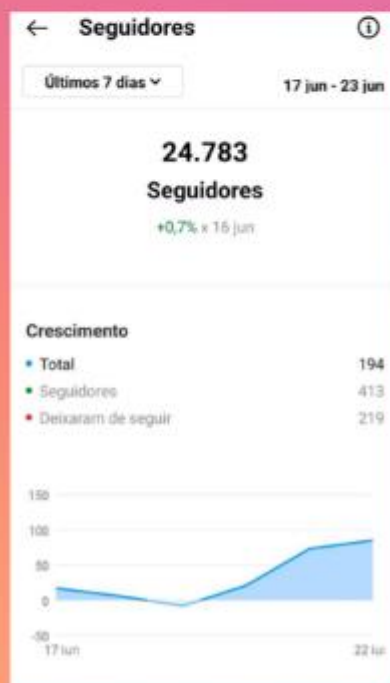 Seguidores
Últimos 7 dias
17 jun - 23 jun
24.783
Seguidores
+0,7% x 16 jun
Crescimento
Total 194
Seguidores 413
Deixaram de seguir 219
150
100
50
0
-50
17 jun
22